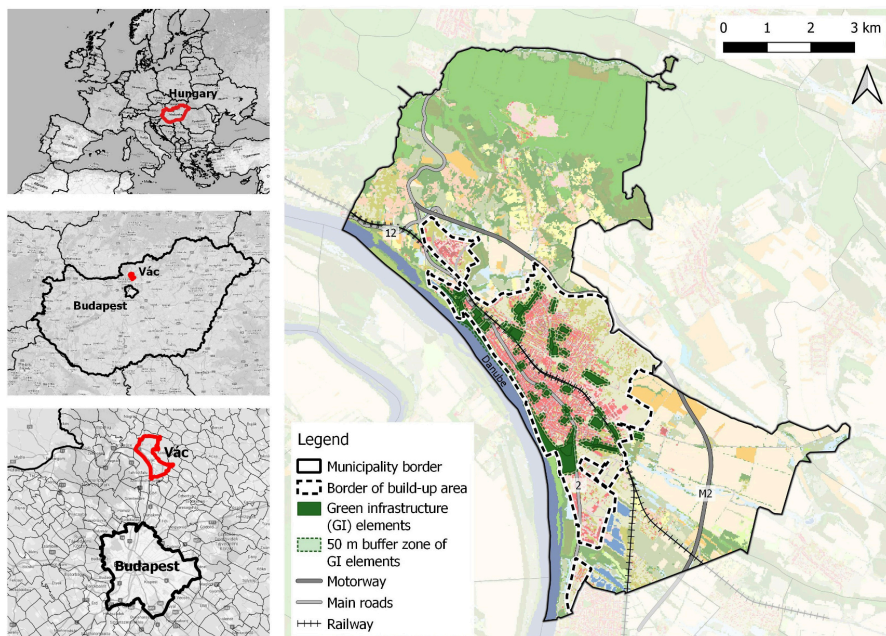 Hungary
Vác
Budapest
Vác
Budapest
0 1 2 3 km
12
Danube
2
M2
Legend
Municipality border
Border of build-up area
Green infrastructure
(GI) elements
50 m buffer zone of
GI elements
Motorway
Main roads
Railway